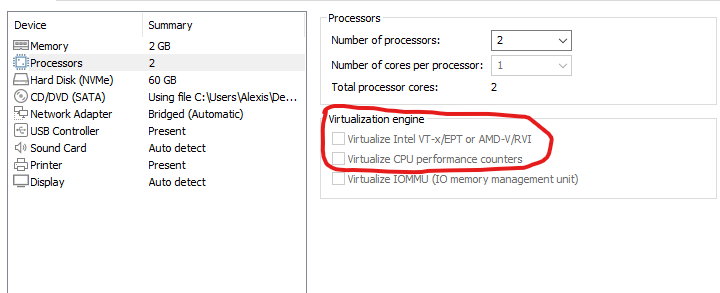 Device Summary
Memory 2 GB
Processors 2
Hard Disk (NVMe) 60 GB
CD/DVD (SATA) Using file C:\Users\Alexis\De...
Network Adapter Bridged (Automatic)
USB Controller Present
Sound Card Auto detect
Printer Present
Display Auto detect
Processors
Number of processors: 2
Number of cores per processor: 1
Total processor cores: 2
Virtualization engine
Virtualize Intel VT-x/EPT or AMD-V/RVI
Virtualize CPU performance counters
Virtualize IOMMU (IO memory management unit)